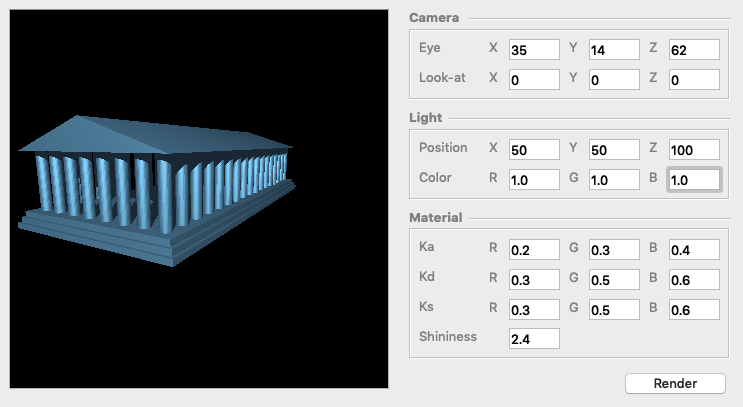 Camera
Eye X 35 Y 14 Z 62
Look-at X 0 Y 0 Z 0
Light
Position X 50 Y 50 Z 100
Color R 1.0 G 1.0 B 1.0
Material
Ka R 0.2 G 0.3 B 0.4
Kd R 0.3 G 0.5 B 0.6
Ks R 0.3 G 0.5 B 0.6
Shininess 2.4
Render